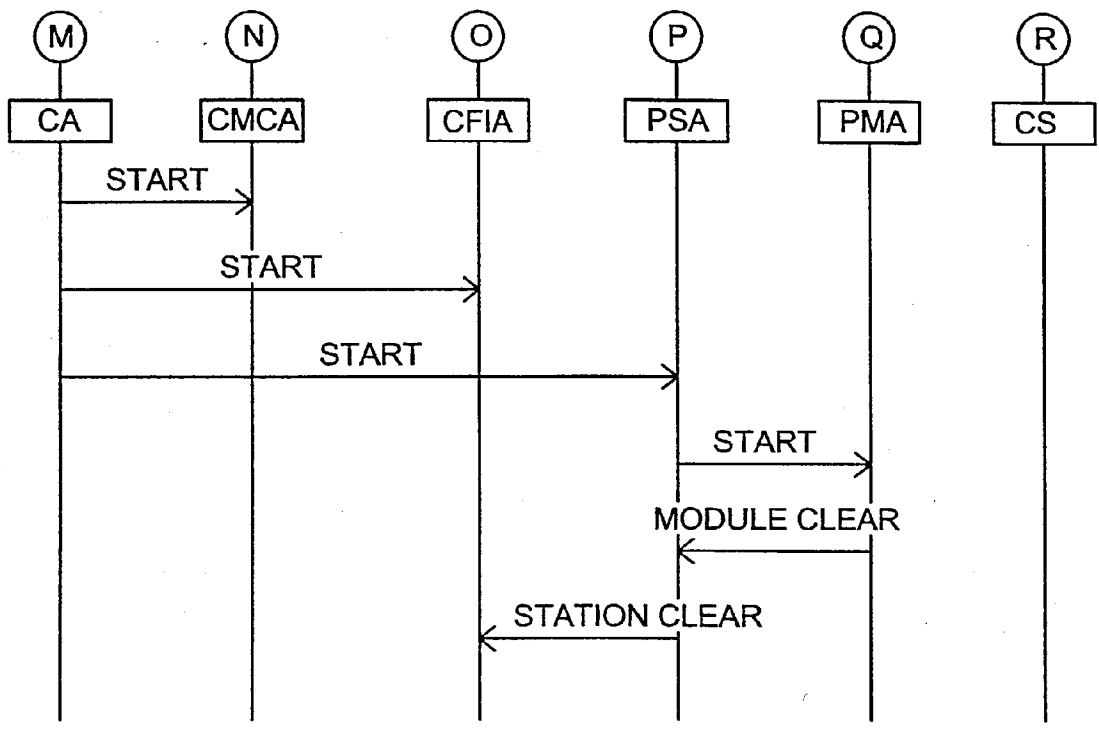 M N O P Q R
CA CMCA CFIA PSA PMA CS
START
START
START
START
MODULE CLEAR
STATION CLEAR